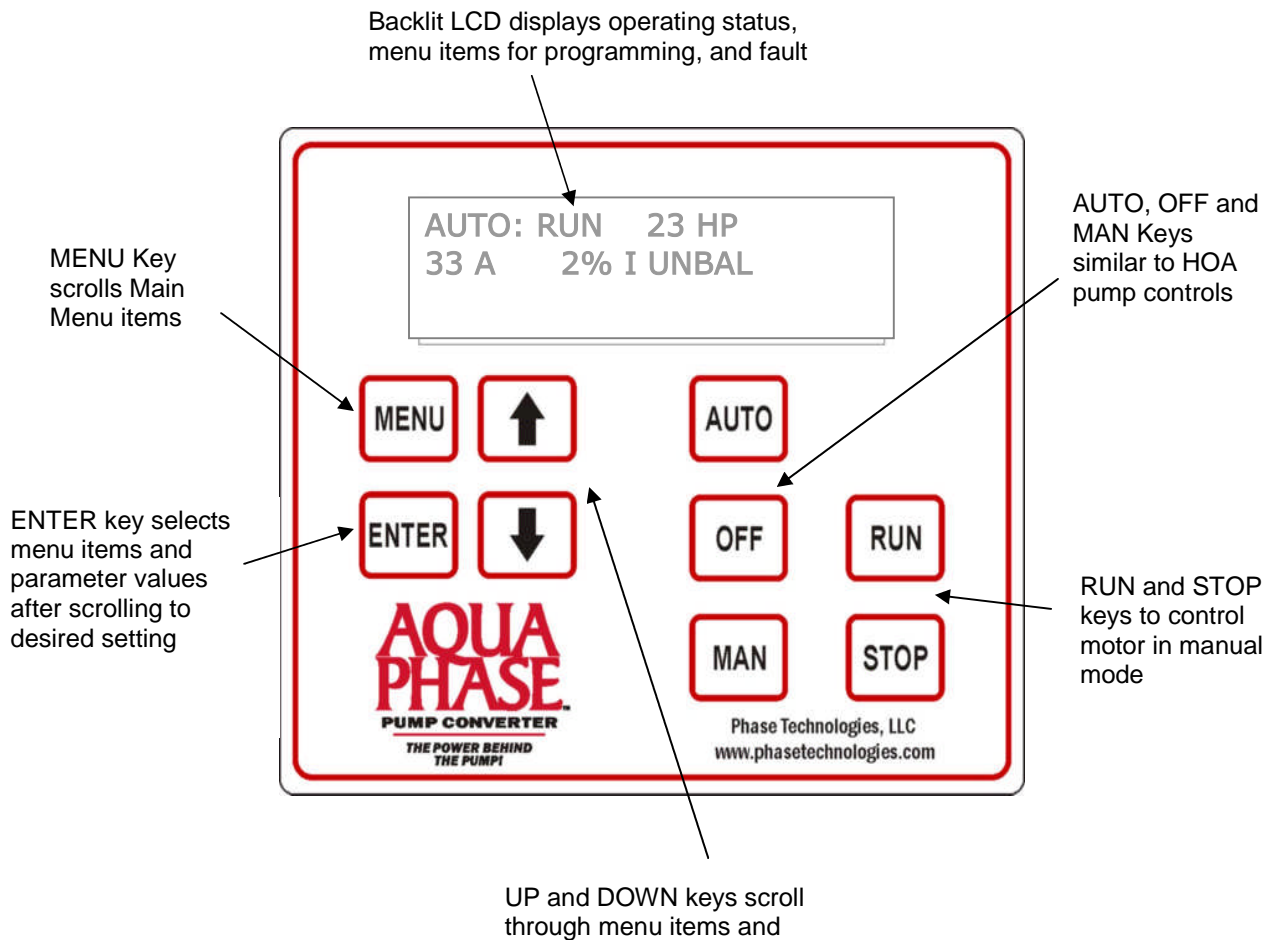 Backlit LCD displays operating status,
menu items for programming, and fault
AUTO: RUN 23 HP
33 A 2% I UNBAL
MENU Key
scrolls Main
Menu items
AUTO, OFF and
MAN Keys
similar to HOA
pump controls
MENU
AUTO
ENTER
OFF
RUN
MAN
STOP
ENTER key selects
menu items and
parameter values
after scrolling to
desired setting
RUN and STOP
keys to control
motor in manual
mode
AQUA
PHASE™
PUMP CONVERTER
THE POWER BEHIND
THE PUMP!
Phase Technologies, LLC
www.phasetechnologies.com
UP and DOWN keys scroll
through menu items and